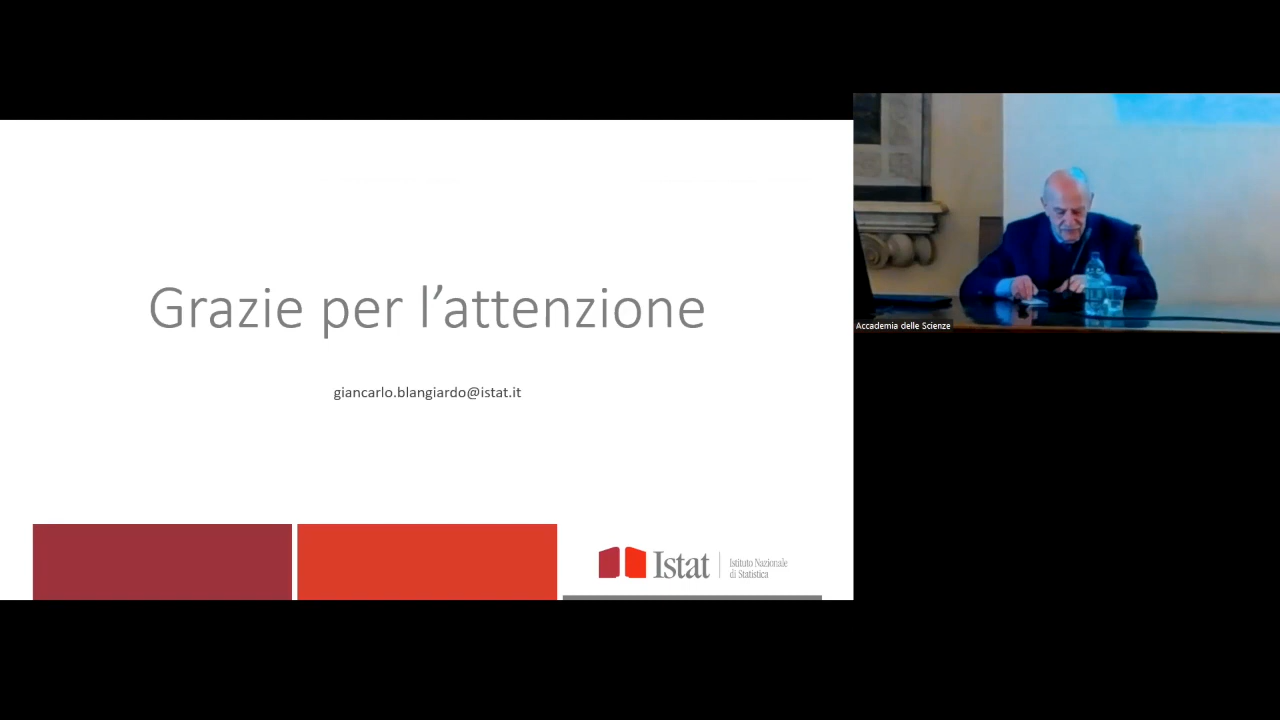 Grazie per l'attenzione
giancarlo.blangiardo@istat.it
Istat
Istituto Nazionale
di Statistica
Accademia delle Scienze